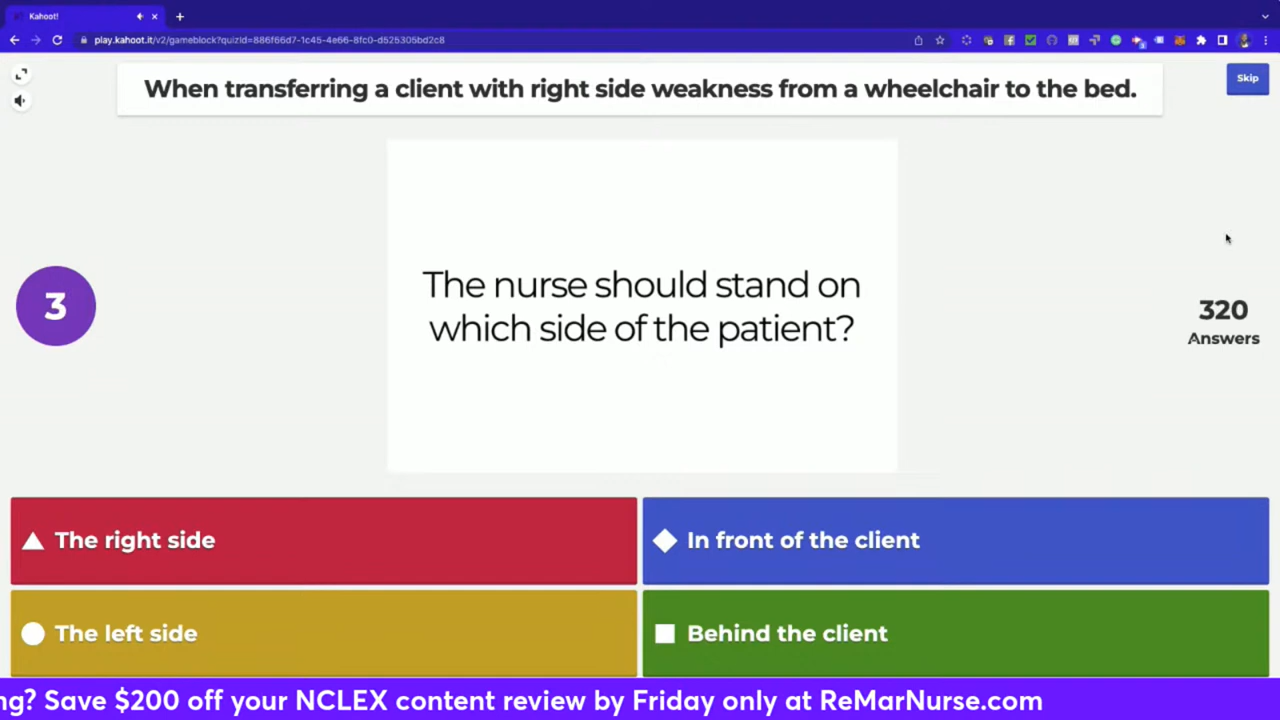 Kahoot!
play.kahoot.it/v2/gameblock?quizId=886f66d7-1c45-4e66-8fc0-d525305bd2c8
When transferring a client with right side weakness from a wheelchair to the bed.
Skip
The nurse should stand on
which side of the patient?
3
320
Answers
The right side
In front of the client
The left side
Behind the client
ng? Save $200 off your NCLEX content review by Friday only at ReMarNurse.com